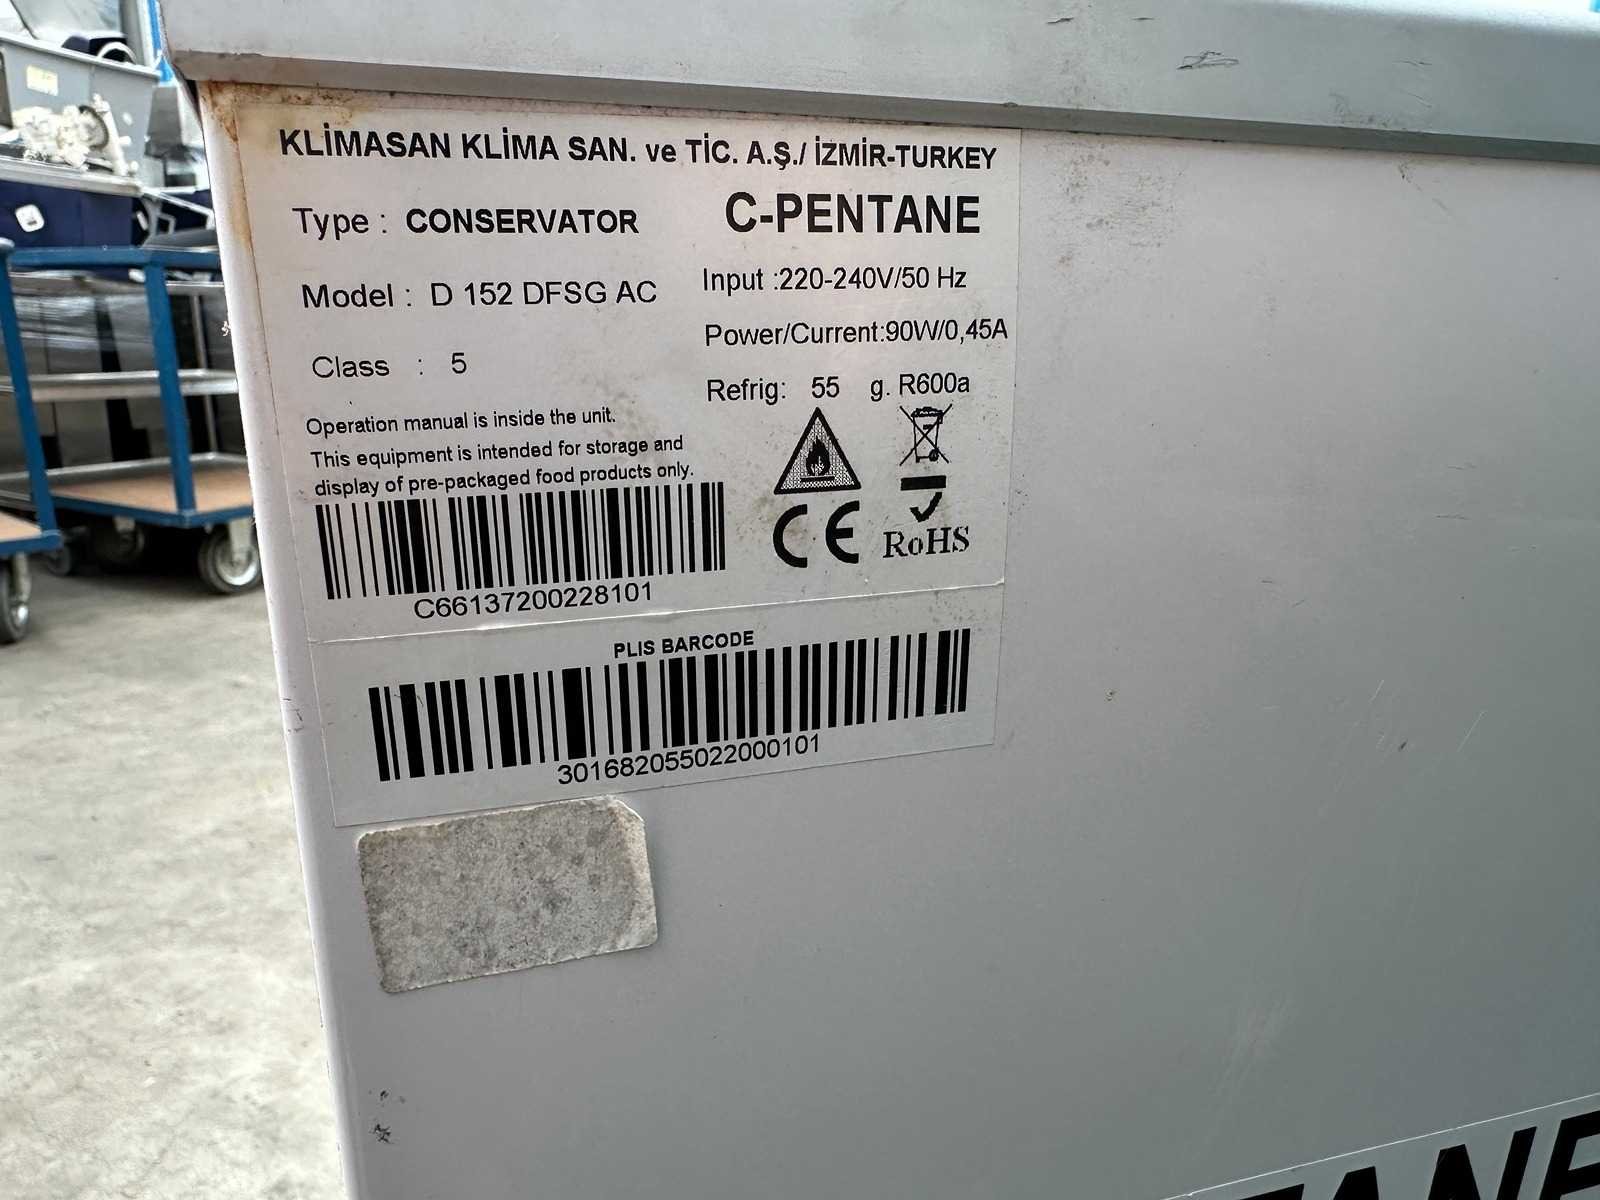 KLİMASAN KLİMA SAN. ve TİC. A.Ş./ İZMİR-TURKEY
Type : CONSERVATOR
C-PENTANE
Model : D 152 DFSG AC
Input :220-240V/50 Hz
Power/Current:90W/0,45A
Class : 5
Refrig: 55 g. R600a
Operation manual is inside the unit.
This equipment is intended for storage and
display of pre-packaged food products only.
CE
RoHS
C66137200228101
PLIS BARCODE
301682055022000101